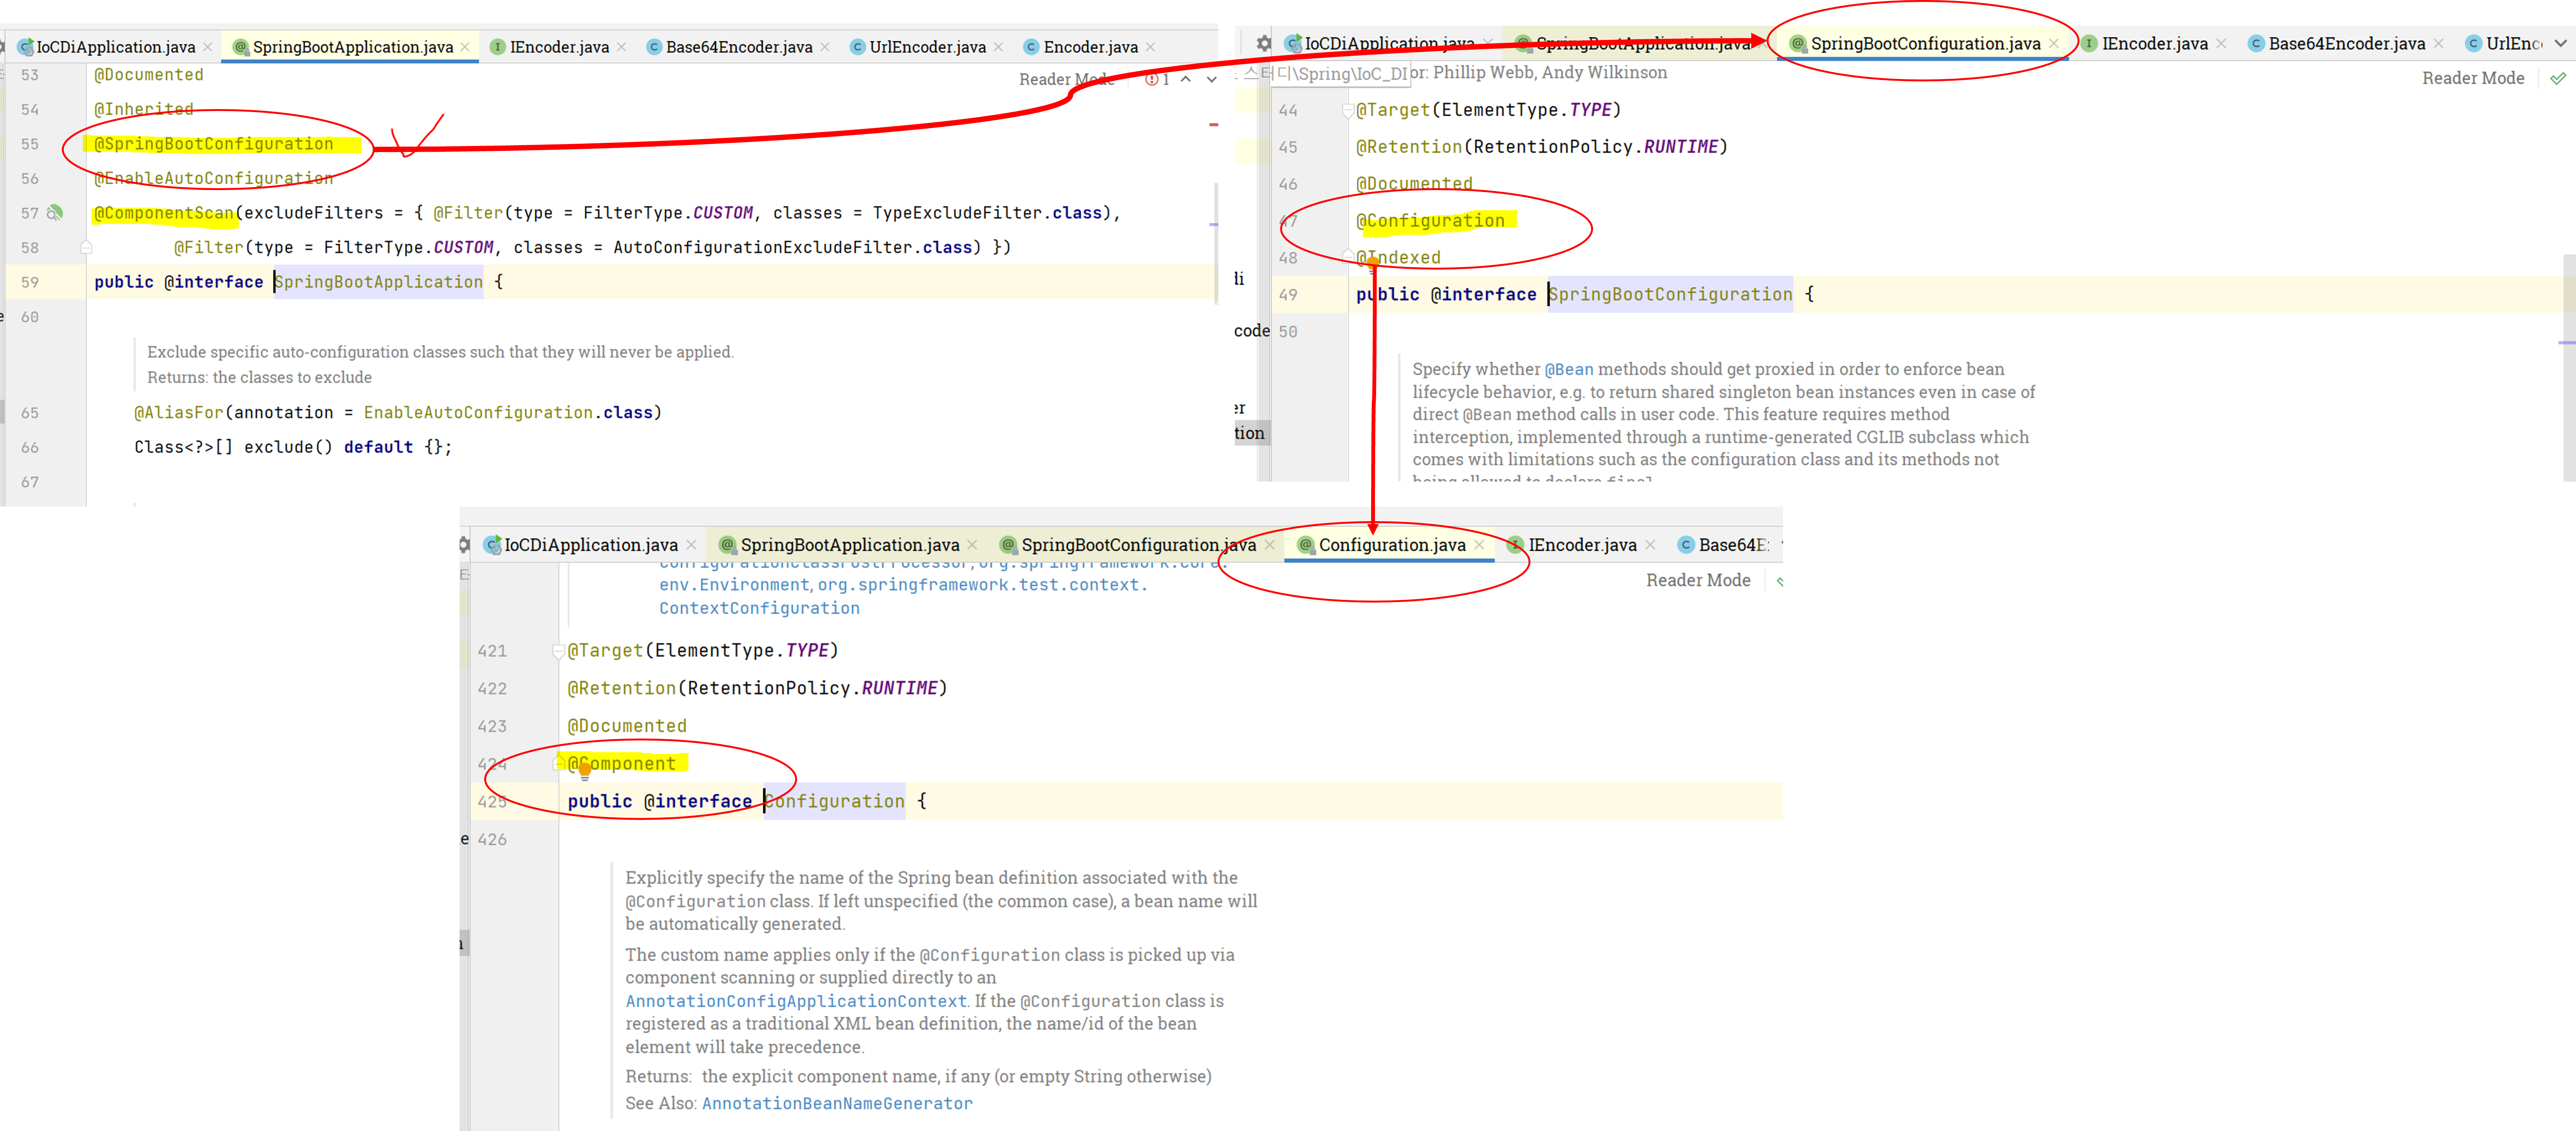 IoCDiApplication.java
SpringBootApplication.java
IEncoder.java
Base64Encoder.java
UrlEncoder.java
Encoder.java
Reader Mode
1
53 @Documented
54 @Inherited
55 @SpringBootConfiguration
56 @EnableAutoConfiguration
57 @ComponentScan(excludeFilters = { @Filter(type = FilterType.CUSTOM, classes = TypeExcludeFilter.class),
58 @Filter(type = FilterType.CUSTOM, classes = AutoConfigurationExcludeFilter.class) })
59 public @interface SpringBootApplication {
60
Exclude specific auto-configuration classes such that they will never be applied.
Returns: the classes to exclude
65 @AliasFor(annotation = EnableAutoConfiguration.class)
66 Class<?>[] exclude() default {};
67
IoCDiApplication.java
SpringBootApplication.java
SpringBootConfiguration.java
IEncoder.java
Base64Encoder.java
UrlEnc
디\Spring\IoC_DI
or: Phillip Webb, Andy Wilkinson
Reader Mode
44 @Target(ElementType.TYPE)
45 @Retention(RetentionPolicy.RUNTIME)
46 @Documented
47 @Configuration
48 @Indexed
49 public @interface SpringBootConfiguration {
50
di
code
er
tion
Specify whether @Bean methods should get proxied in order to enforce bean
lifecycle behavior, e.g. to return shared singleton bean instances even in case of
direct @Bean method calls in user code. This feature requires method
interception, implemented through a runtime-generated CGLIB subclass which
comes with limitations such as the configuration class and its methods not
being allowed to declare final
IoCDiApplication.java
SpringBootApplication.java
SpringBootConfiguration.java
Configuration.java
IEncoder.java
Base64E
Reader Mode
ConfigurationClassPostProcessor, org.springframework.core.
env.Environment, org.springframework.test.context.
ContextConfiguration
421 @Target(ElementType.TYPE)
422 @Retention(RetentionPolicy.RUNTIME)
423 @Documented
424 @Component
425 public @interface Configuration {
426
Explicitly specify the name of the Spring bean definition associated with the
@Configuration class. If left unspecified (the common case), a bean name will
be automatically generated.
The custom name applies only if the @Configuration class is picked up via
component scanning or supplied directly to an
AnnotationConfigApplicationContext. If the @Configuration class is
registered as a traditional XML bean definition, the name/id of the bean
element will take precedence.
Returns: the explicit component name, if any (or empty String otherwise)
See Also: AnnotationBeanNameGenerator